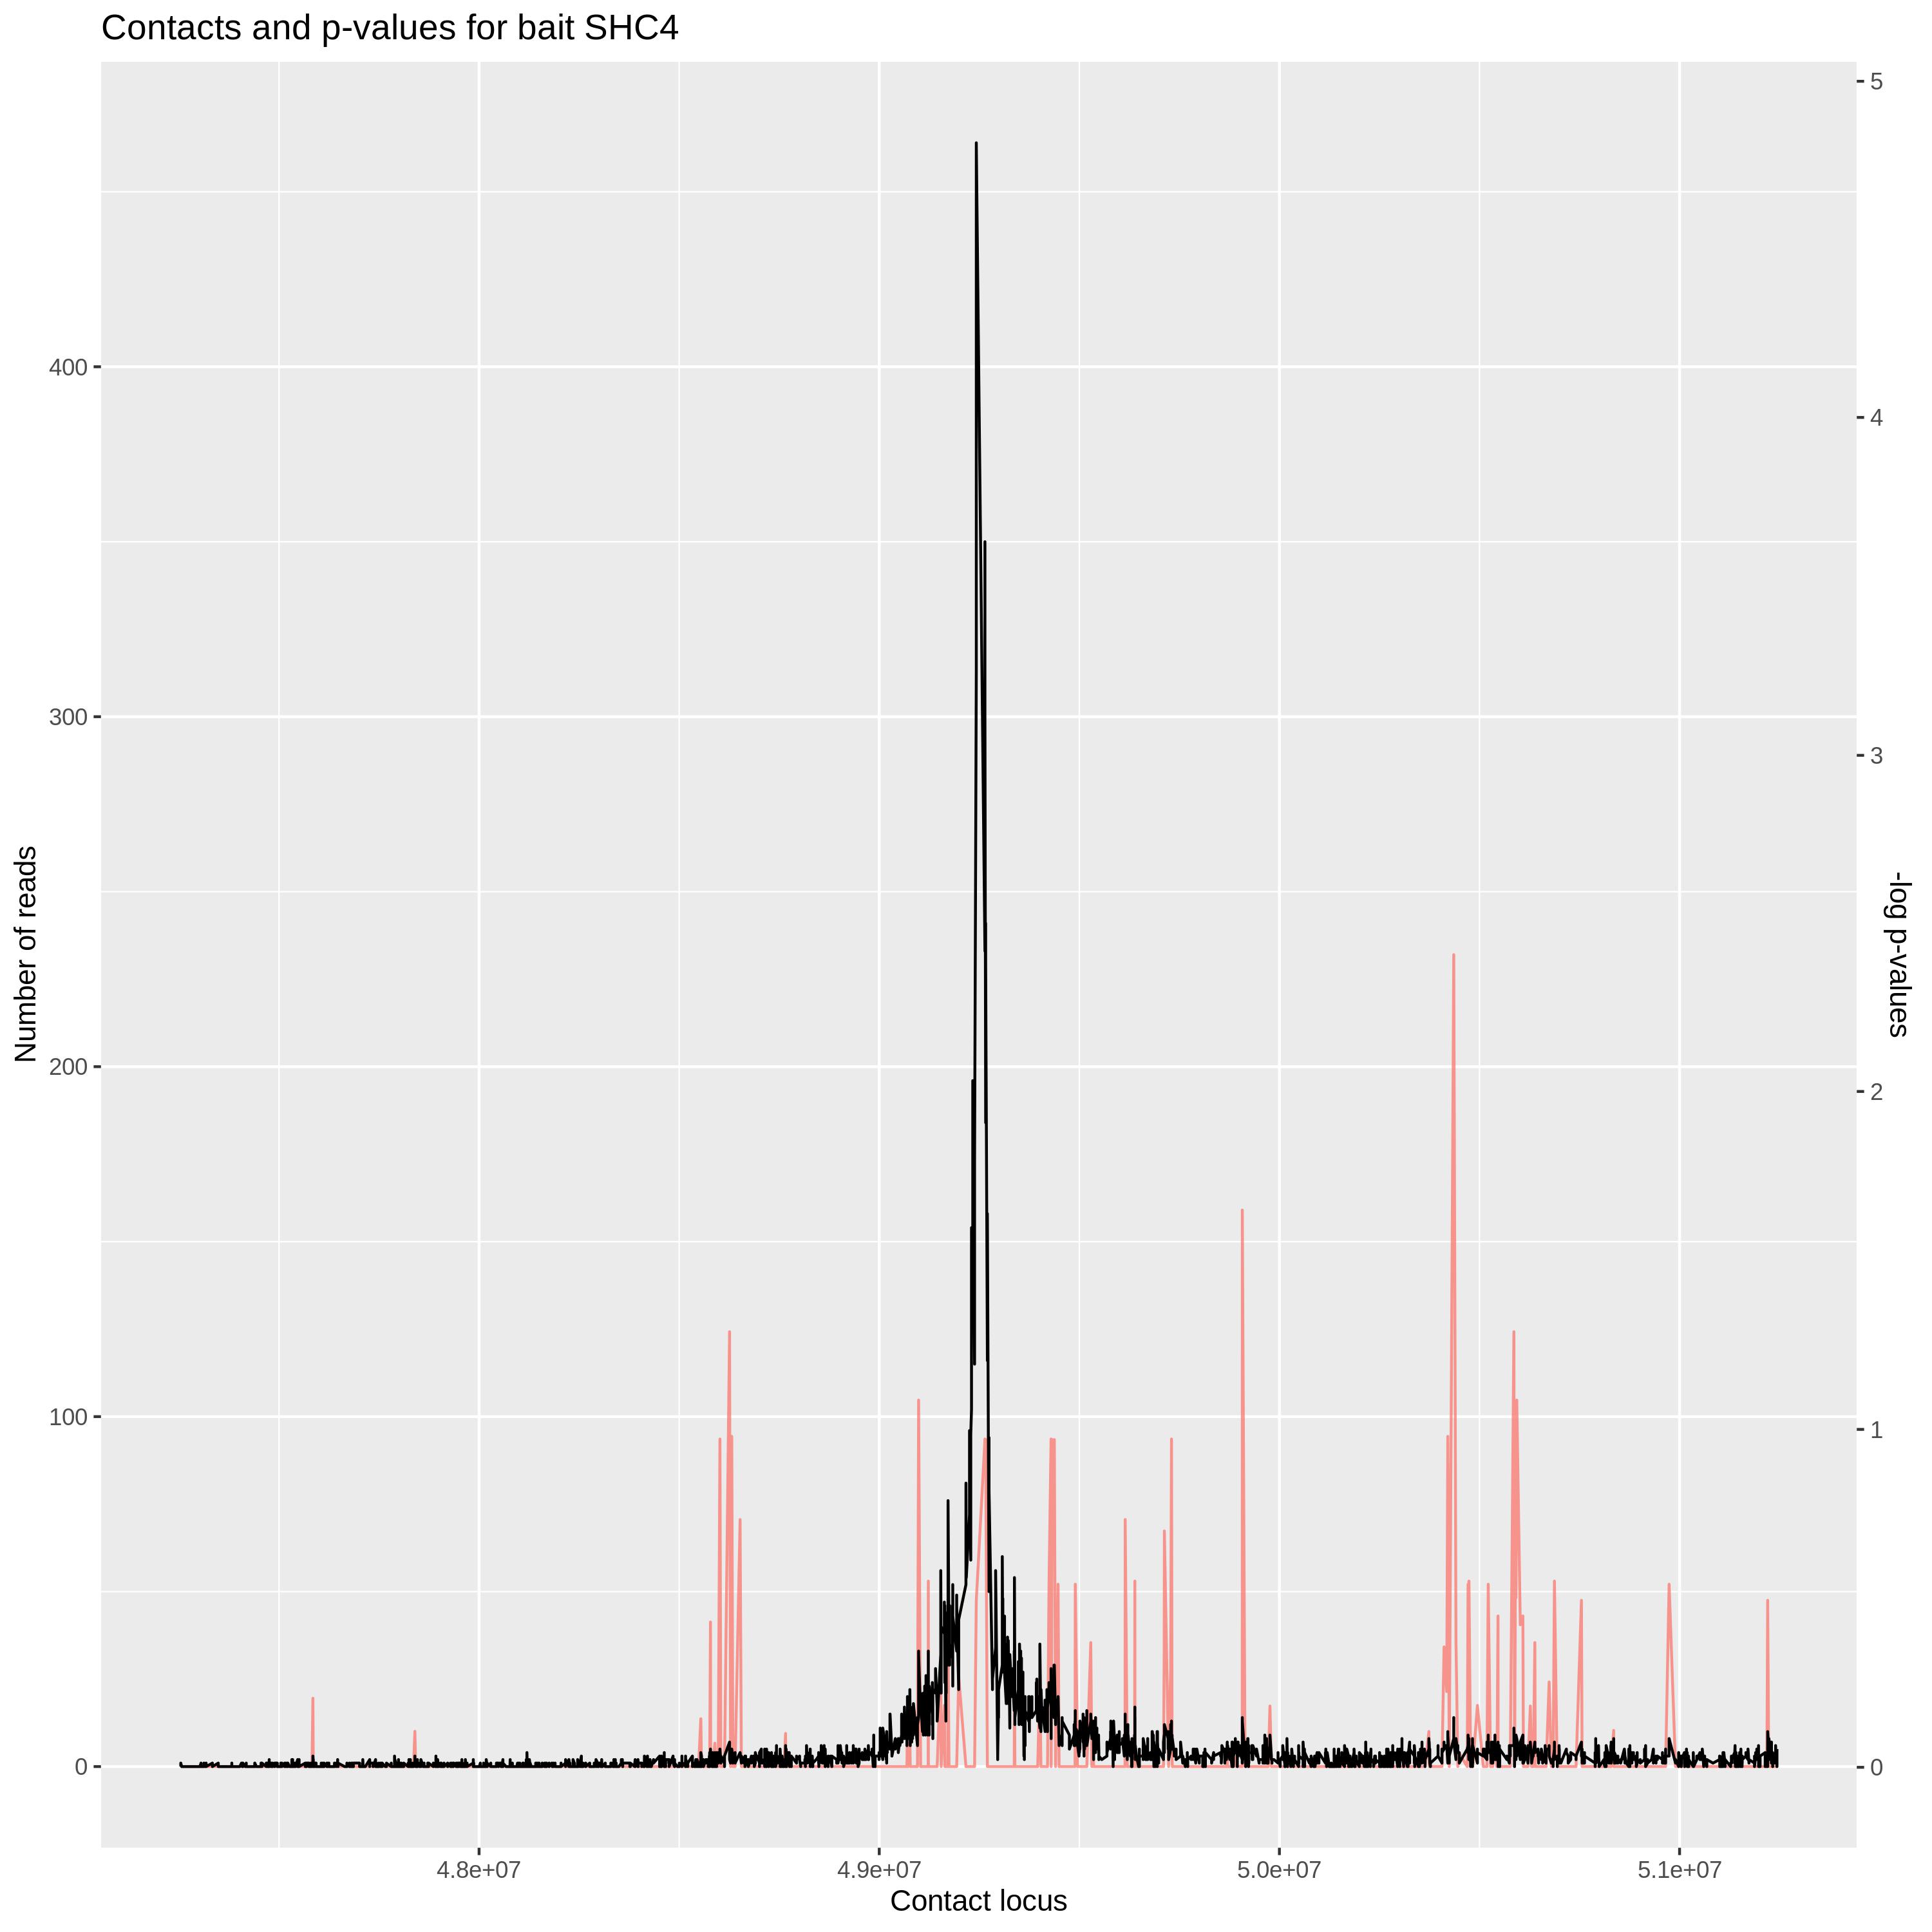 Contacts and p-values for bait SHC4
Number of reads
400
300
200
100
0
5
4
3
2
1
0
-log p-values
4.8e+07
4.9e+07
5.0e+07
5.1e+07
Contact locus